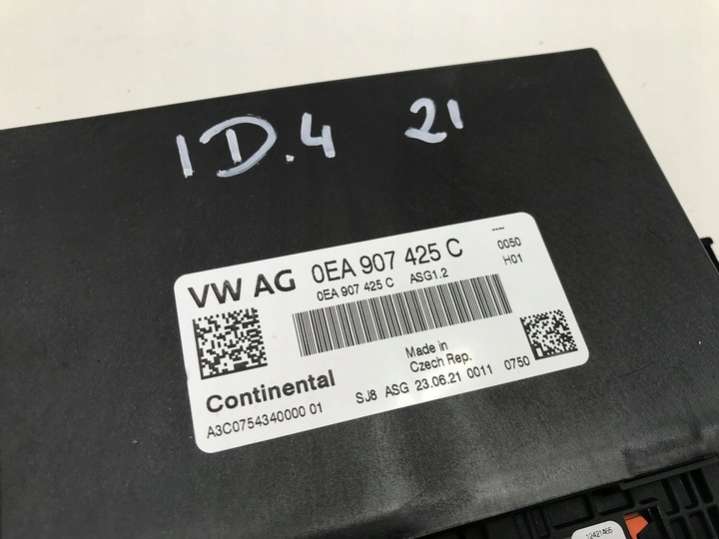 ID.4 21
VW AG 0EA 907 425 C
0EA 907 425 C ASG1.2
0050
H01
Made in
Czech Rep.
Continental
SJ8 ASG 23.06.21 0011 0750
A3C0754340000 01